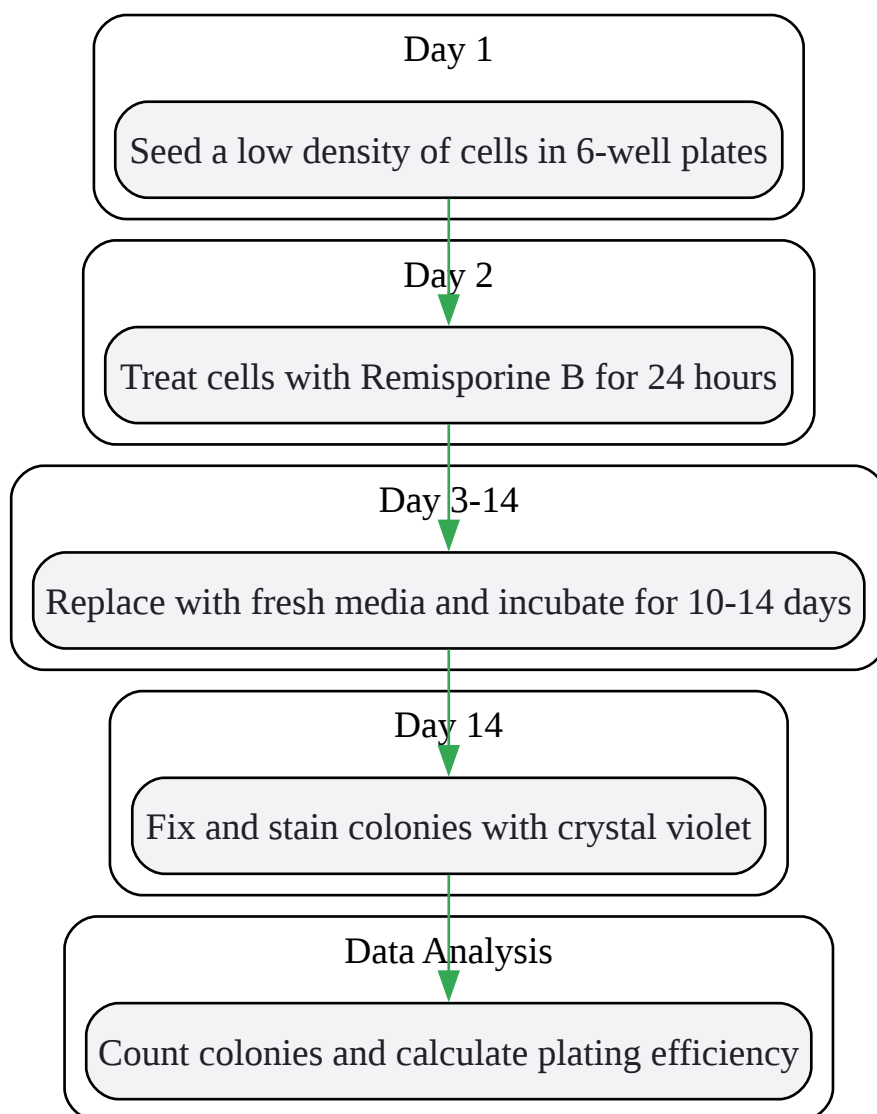 Day 1
Seed a low density of cells in 6-well plates
Day 2
Treat cells with Remisporine B for 24 hours
Day 3-14
Replace with fresh media and incubate for 10-14 days
Day 14
Fix and stain colonies with crystal violet
Data Analysis
Count colonies and calculate plating efficiency